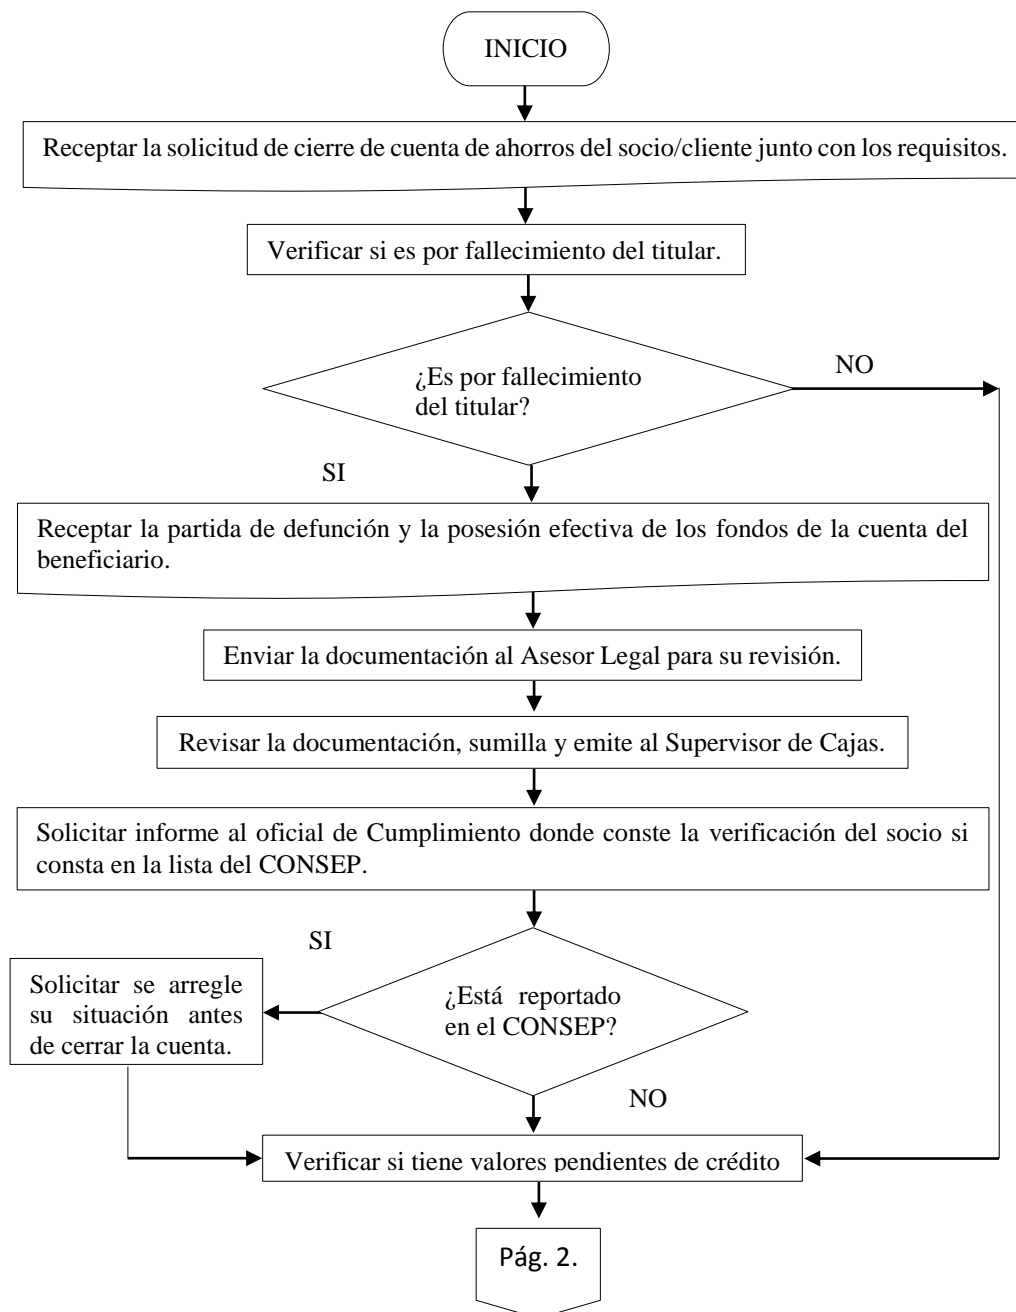 INICIO
Receptar la solicitud de cierre de cuenta de ahorros del socio/cliente junto con los requisitos.
Verificar si es por fallecimiento del titular.
¿Es por fallecimiento
del titular?
NO
SI
Receptar la partida de defunción y la posesión efectiva de los fondos de la cuenta del
beneficiario.
Enviar la documentación al Asesor Legal para su revisión.
Revisar la documentación, sumilla y emite al Supervisor de Cajas.
Solicitar informe al oficial de Cumplimiento donde conste la verificación del socio si
consta en la lista del CONSEP.
SI
Solicitar se arregle
su situación antes
de cerrar la cuenta.
¿Está reportado
en el CONSEP?
NO
Verificar si tiene valores pendientes de crédito
Pág. 2.